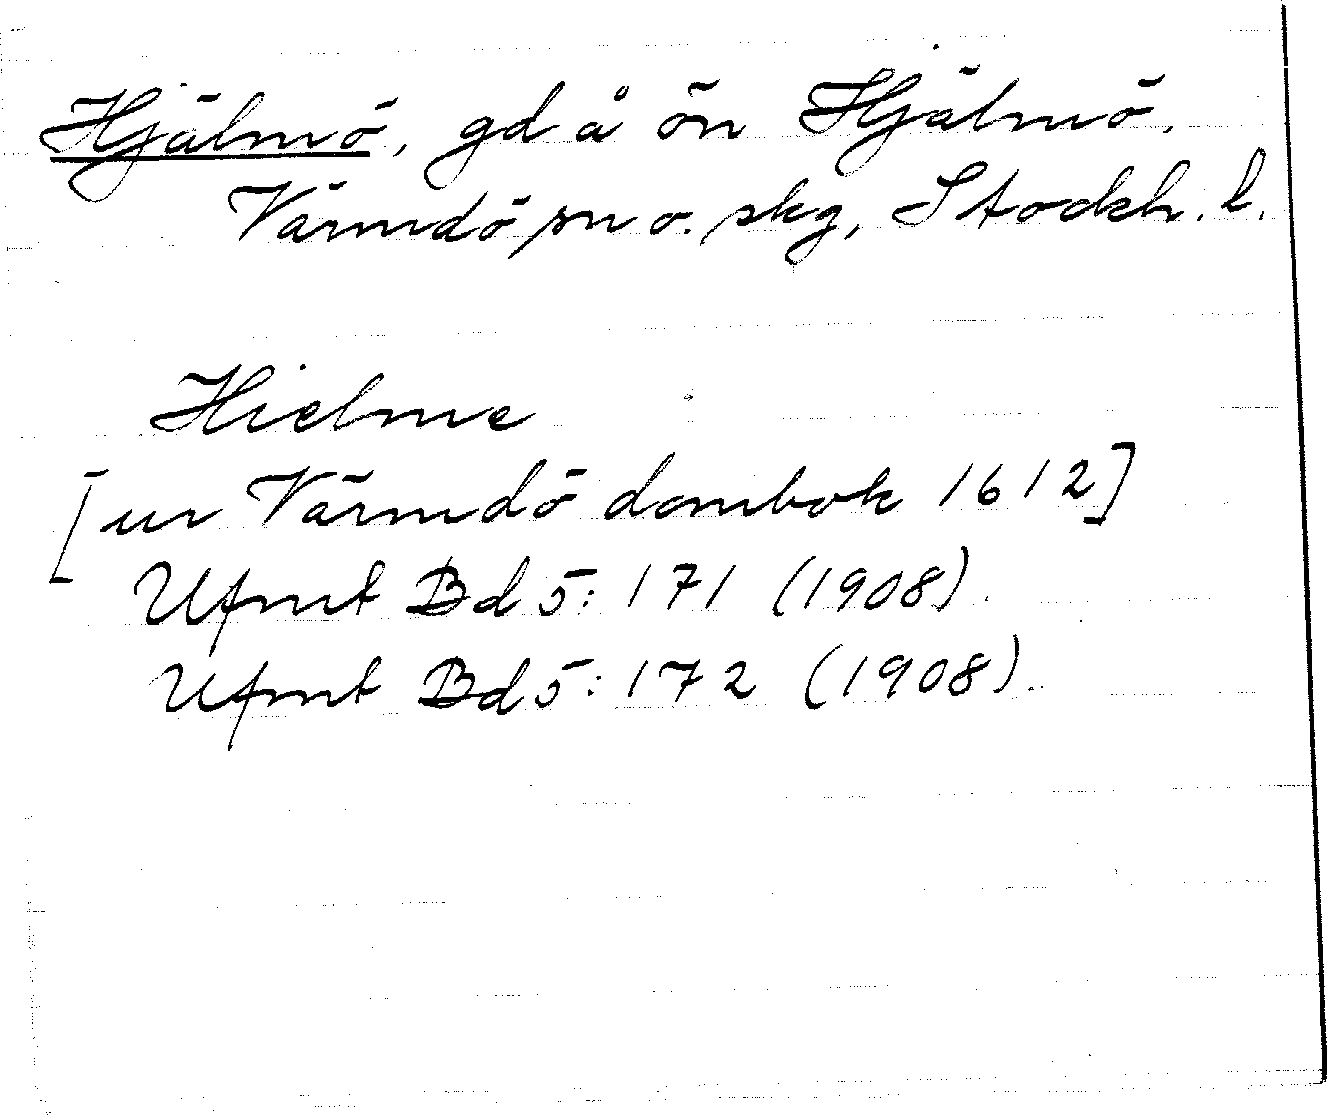 Hjälmö, gd å ön Hjälmö.
Värmdö sn o. skg, Stockh. l.
Hielme
[ur Värmdö dombok 1612]
Ufmt Bd 5: 171 (1908).
Ufmt Bd 5: 172 (1908).